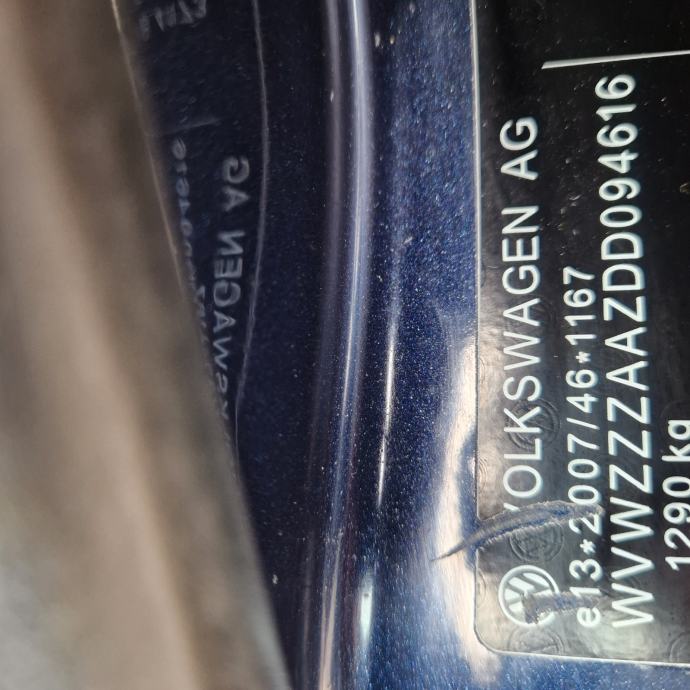 VOLKSWAGEN AG
e13*2007/46*1167
WVWZZZAAZDD094616
1290 kg